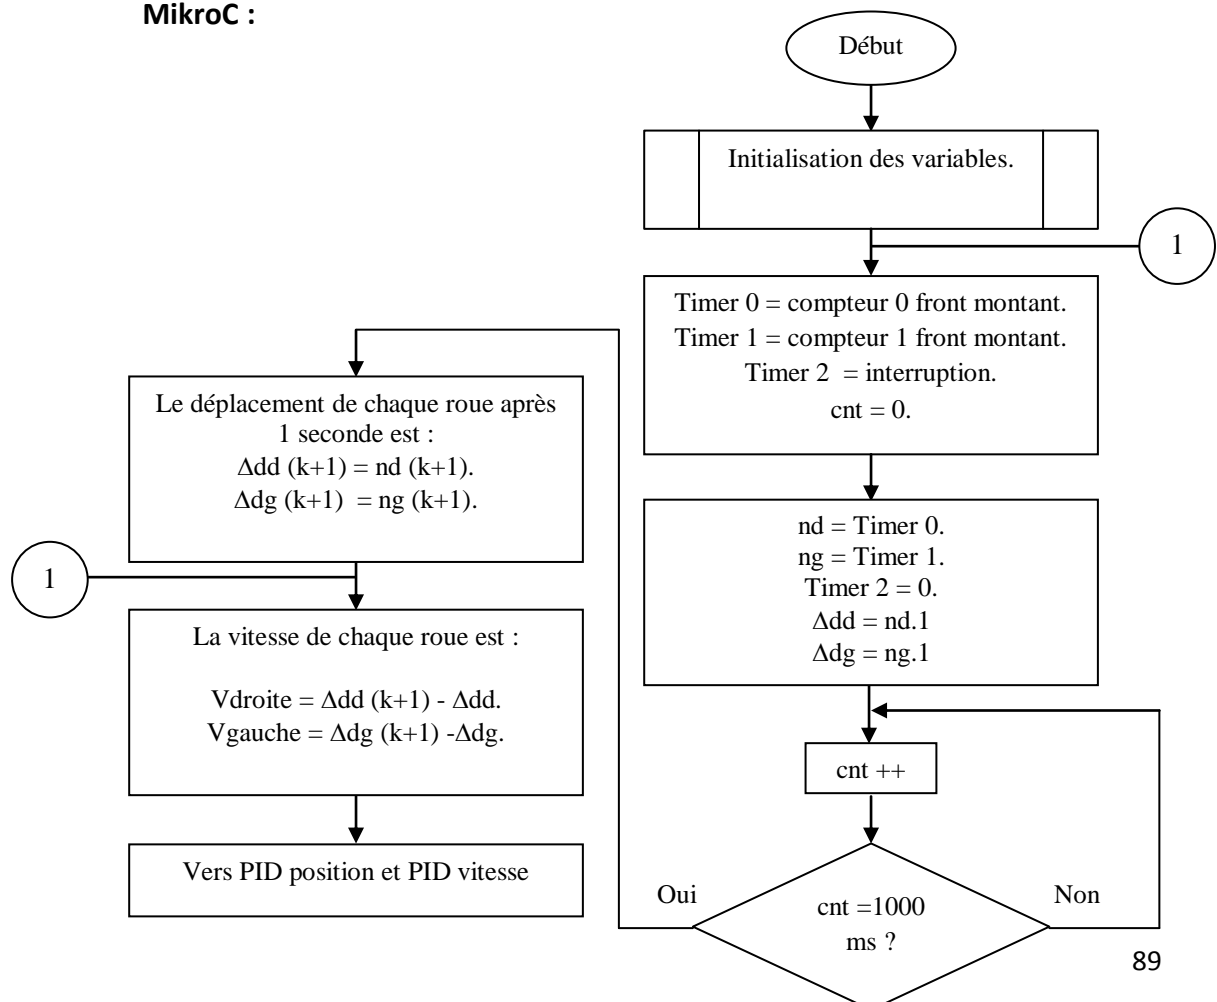 MikroC :
Début
Initialisation des variables.
1
Timer 0 = compteur 0 front montant.
Timer 1 = compteur 1 front montant.
Timer 2  = interruption.
cnt = 0.
nd = Timer 0.
ng = Timer 1.
Timer 2 = 0.
Δdd = nd.1
Δdg = ng.1
cnt ++
cnt =1000
ms ?
Oui
Non
Le déplacement de chaque roue après
1 seconde est :
Δdd (k+1) = nd (k+1).
Δdg (k+1)  = ng (k+1).
1
La vitesse de chaque roue est :
Vdroite = Δdd (k+1) - Δdd.
Vgauche = Δdg (k+1) -Δdg.
Vers PID position et PID vitesse
89